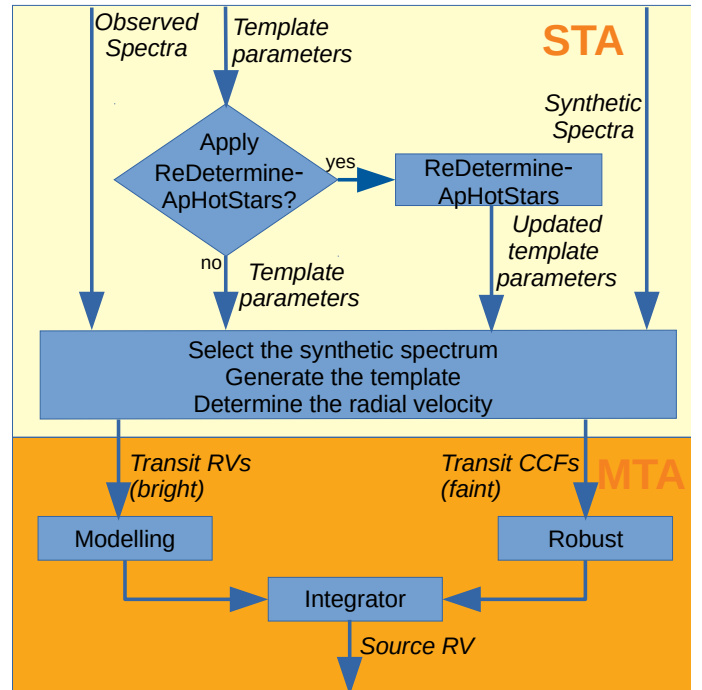 Observed
Spectra
Template
parameters
STA
Synthetic
Spectra
Apply
ReDetermine-
ApHotStars?
yes
ReDetermine-
ApHotStars
no
Template
parameters
Updated
template
parameters
Select the synthetic spectrum
Generate the template
Determine the radial velocity
Transit RVs
(bright)
Transit CCFs
(faint)
MTA
Modelling
Robust
Integrator
Source RV